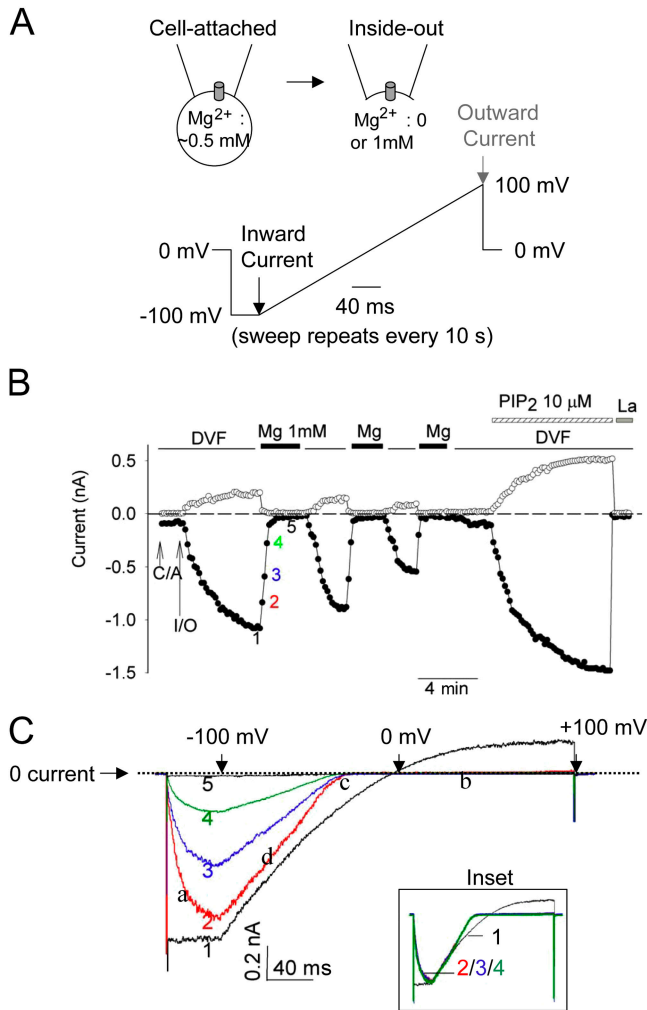 A
Cell-attached
Inside-out
Mg2+ :
~0.5 mM
Mg2+ : 0
or 1mM
Outward
Current
100 mV
Inward
Current
0 mV
0 mV
-100 mV
40 ms
(sweep repeats every 10 s)
B
PIP2 10 μM
La
DVF
Mg 1mM
Mg
Mg
DVF
0.5
0.0
-0.5
-1.0
-1.5
Current (nA)
C/A
I/O
5
4
3
2
1
4 min
C
-100 mV
0 mV
+100 mV
0 current
5
c
b
4
3
d
a
2
1
0.2 nA
40 ms
Inset
1
2/3/4